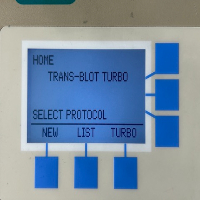 HOME
TRANS-BLOT TURBO
SELECT PROTOCOL
NEW LIST TURBO